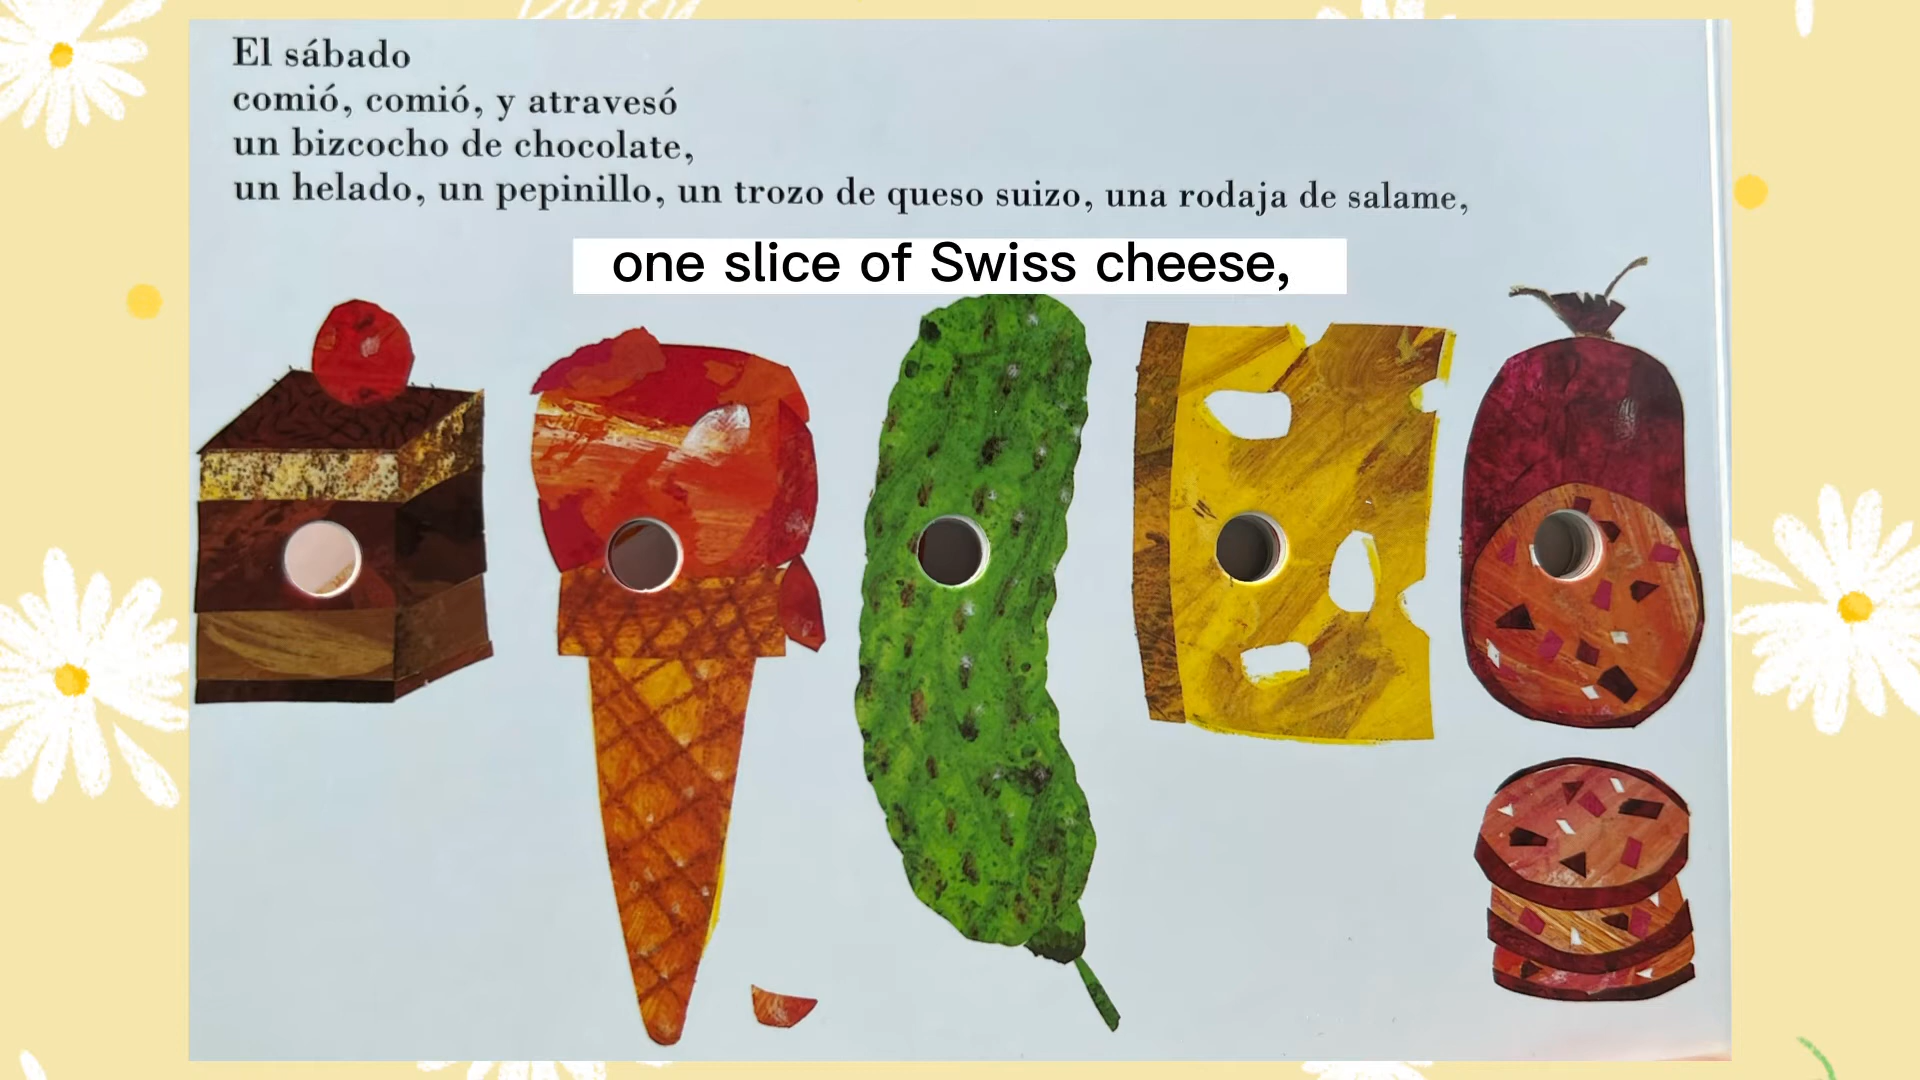 El sábado
comió, comió, y atravesó
un bizcocho de chocolate,
un helado, un pepinillo, un trozo de queso suizo, una rodaja de salame,
one slice of Swiss cheese,